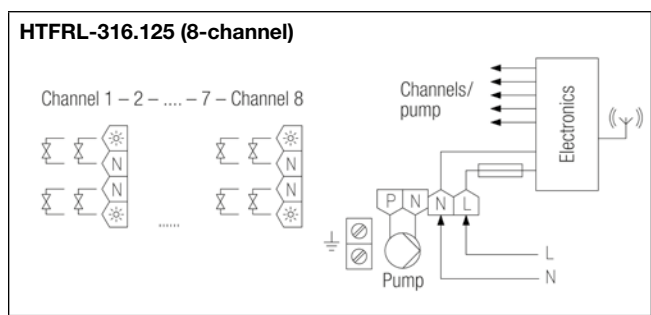 HTFRL-316.125 (8-channel)
Channel 1 – 2 – .... – 7 – Channel 8
N
N
......
N
N
Channels/
pump
Electronics
P N N L
Pump
L
N